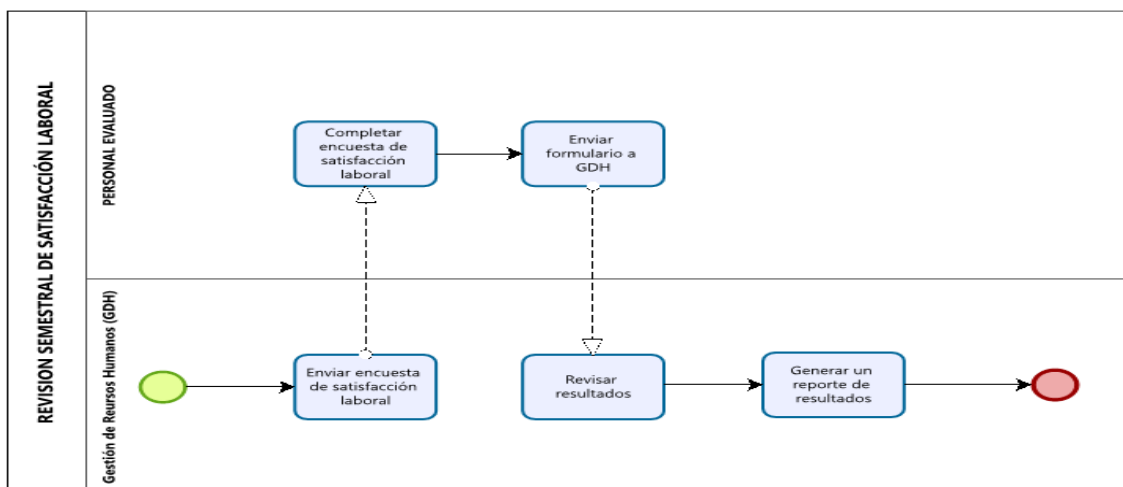 REVISION SEMESTRAL DE SATISFACCIÓN LABORAL
PERSONAL EVALUADO
Completar
encuesta de
satisfacción
laboral
Enviar
formulario a
GDH
Gestión de Reursos Humanos (GDH)
Enviar encuesta
de satisfacción
laboral
Revisar
resultados
Generar un
reporte de
resultados